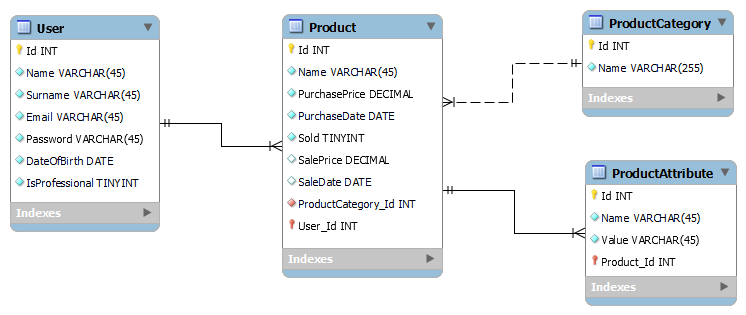 User
Id INT
Name VARCHAR(45)
Surname VARCHAR(45)
Email VARCHAR(45)
Password VARCHAR(45)
DateOfBirth DATE
IsProfessional TINYINT
Indexes
Product
Id INT
Name VARCHAR(45)
PurchasePrice DECIMAL
PurchaseDate DATE
Sold TINYINT
SalePrice DECIMAL
SaleDate DATE
ProductCategory_Id INT
User_Id INT
Indexes
ProductCategory
Id INT
Name VARCHAR(255)
Indexes
ProductAttribute
Id INT
Name VARCHAR(45)
Value VARCHAR(45)
Product_Id INT
Indexes